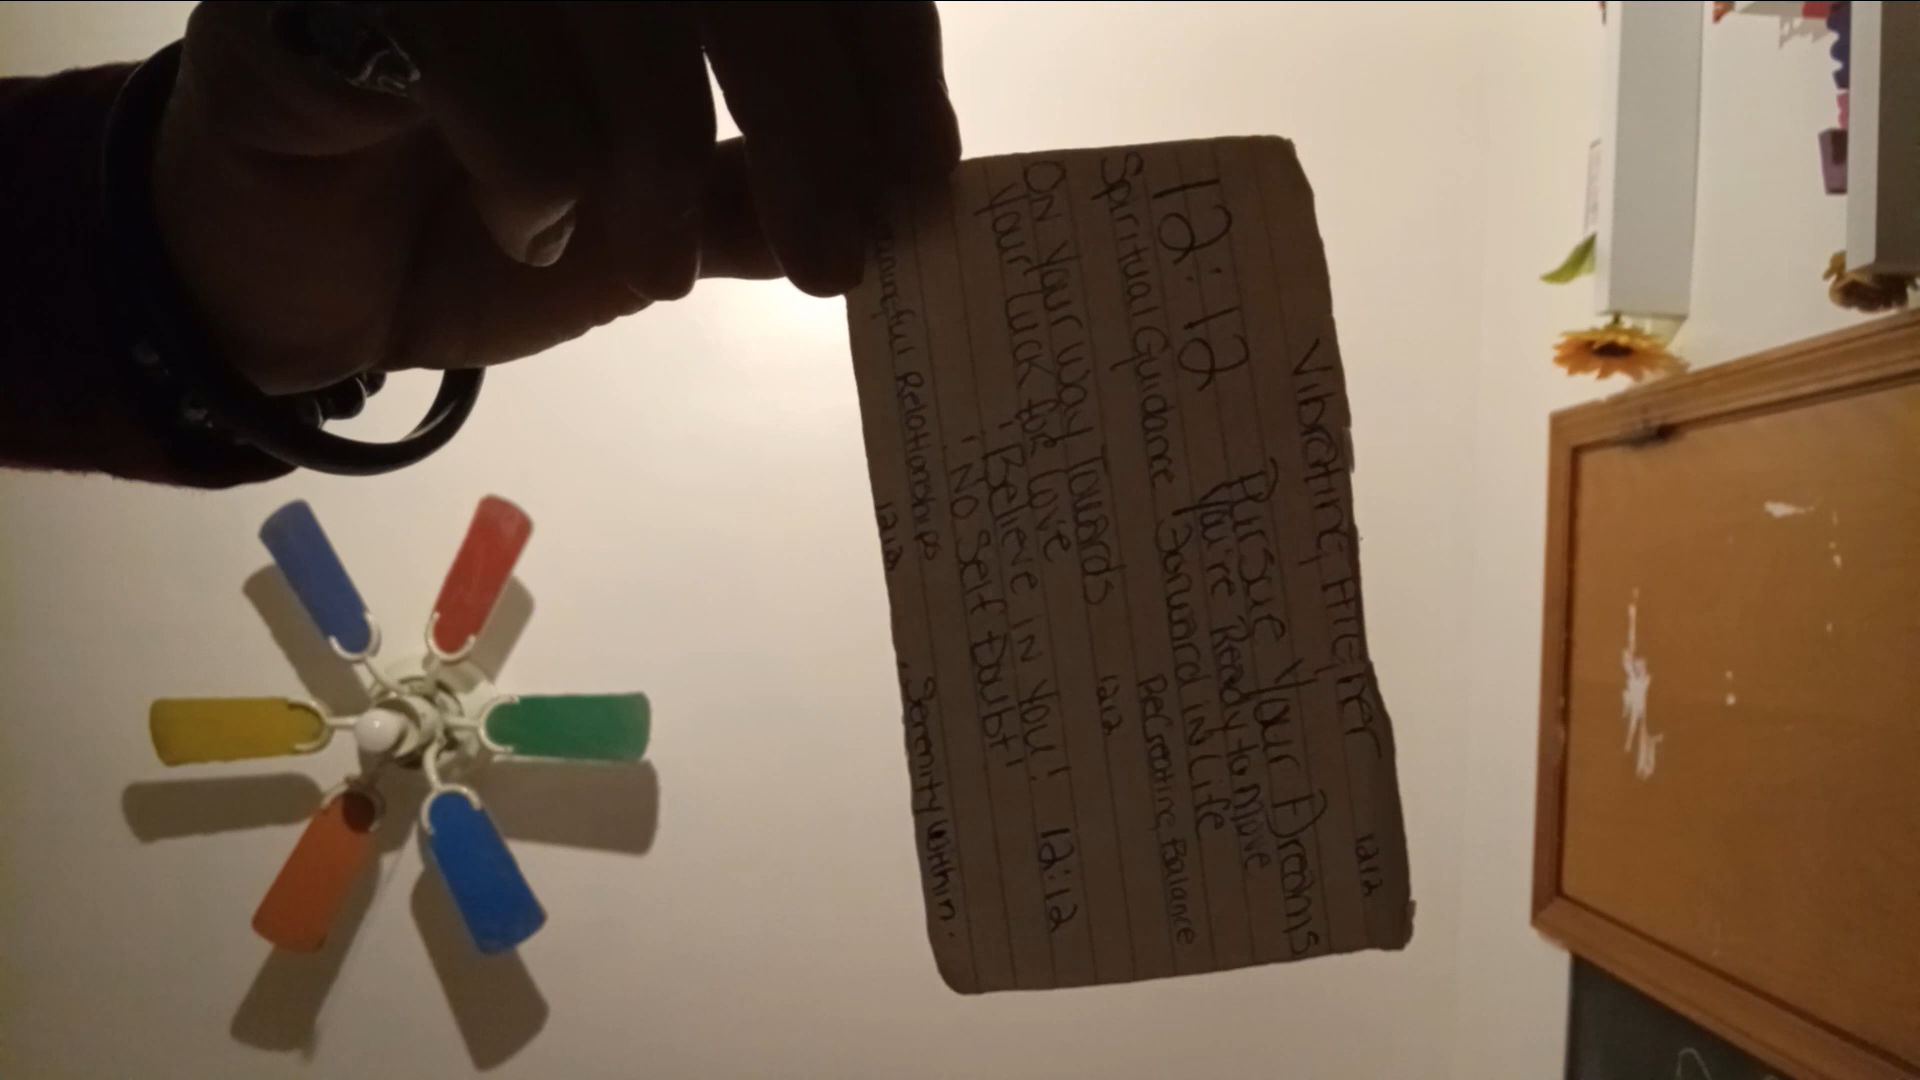 Vibrating Higher 1212
Pursue Your Dreams
12:12 You're Ready to Move
Forward in Life
Spiritual Guidance ReCreating Balance
On Your way Towards 1212
Your Luck for Love
¡Believe in You! 12:12
¡No Self Doubt!
Relationships
1212 Serenity within.